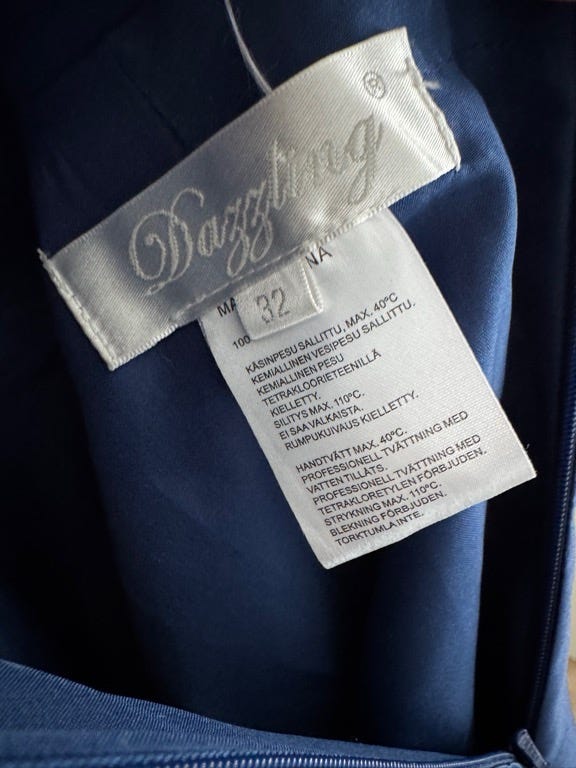 Dazzling®
32
MA NA
100
KÄSINPESU SALLITTU, MAX. 40°C
KEMIALLINEN VESIPESU SALLITTU.
KEMIALLINEN PESU
TETRAKLOORIETEENILLÄ
KIELLETTY.
SILITYS MAX. 110°C.
EI SAA VALKAISTA.
RUMPUKUIVAUS KIELLETTY.
HANDTVÄTT MAX. 40°C.
PROFESSIONELL TVÄTTNING MED
VATTEN TILLÅTS.
PROFESSIONELL TVÄTTNING MED
TETRAKLORETYLEN FÖRBJUDEN.
STRYKNING MAX. 110°C.
BLEKNING FÖRBJUDEN.
TORKTUMLA INTE.